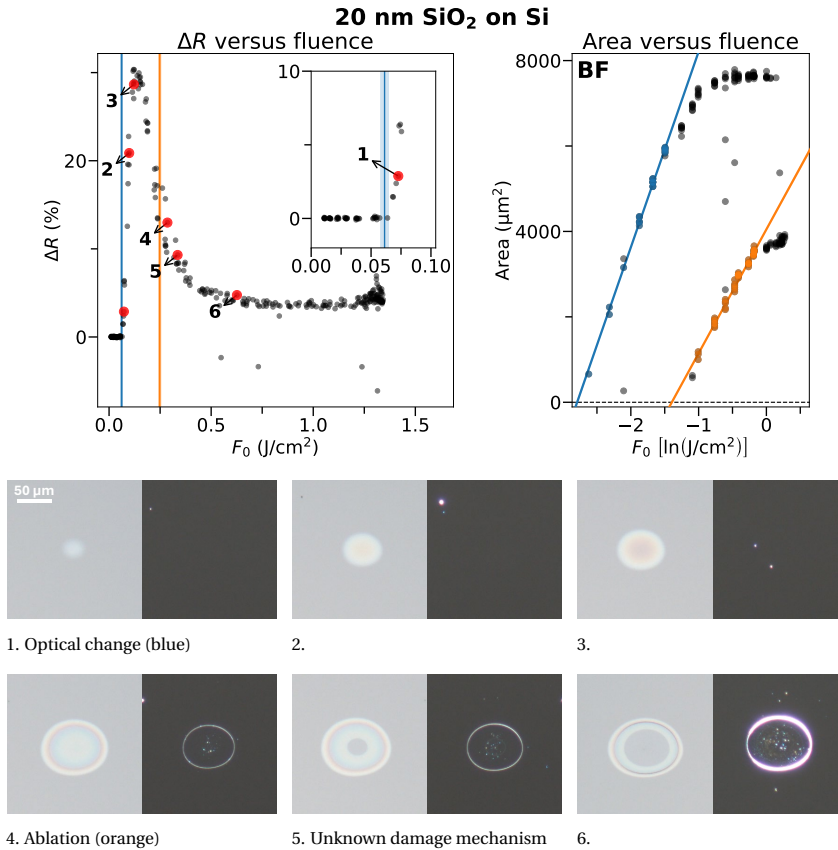 20 nm SiO₂ on Si
ΔR versus fluence
Area versus fluence
BF
ΔR (%)
20
0
0.0 0.5 1.0 1.5
F₀ (J/cm²)
1
2
3
4
5
6
10
5
0
0.00 0.05 0.10
1
Area (µm²)
8000
4000
0
−2 −1 0
F₀ [ln(J/cm²)]
50 µm
1. Optical change (blue)
2.
3.
4. Ablation (orange)
5. Unknown damage mechanism
6.